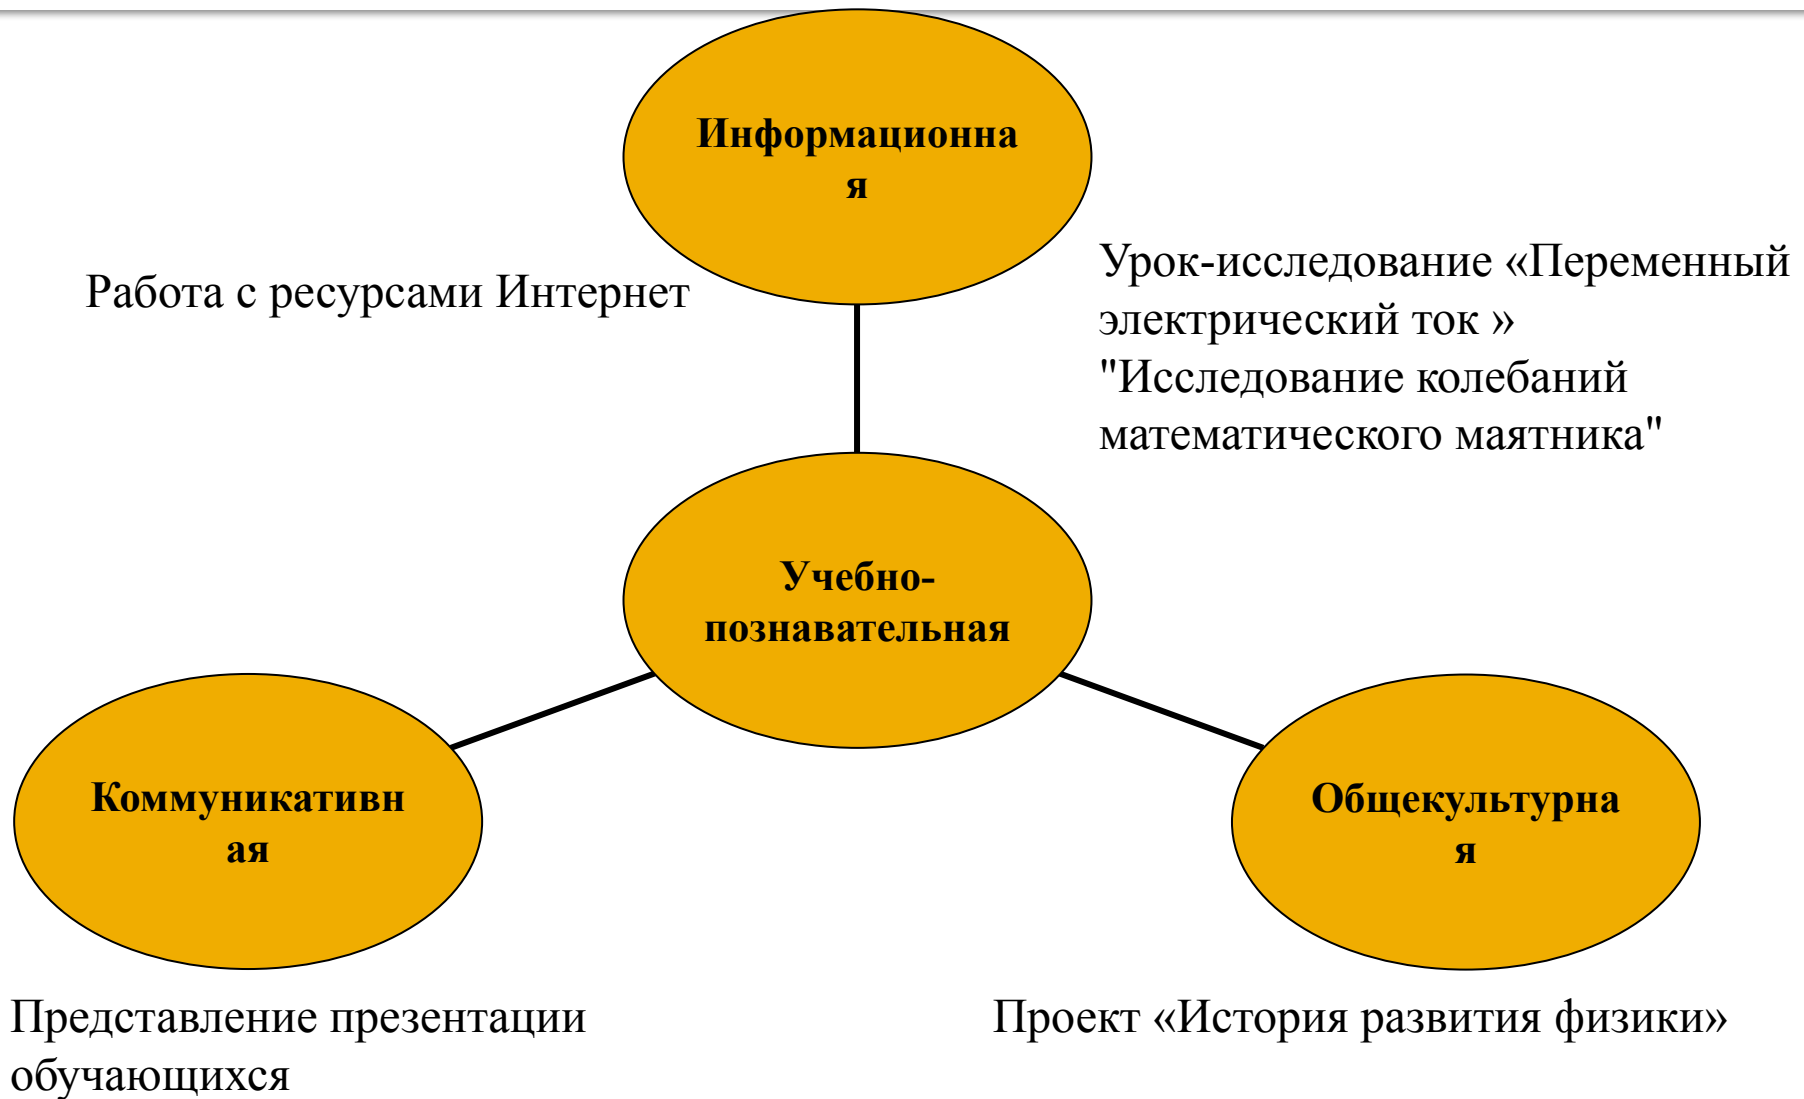 Информационна
я
Работа с ресурсами Интернет
Урок-исследование «Переменный
электрический ток »
"Исследование колебаний
математического маятника"
Учебно-
познавательная
Коммуникативн
ая
Общекультурна
я
Представление презентации
обучающихся
Проект «История развития физики»